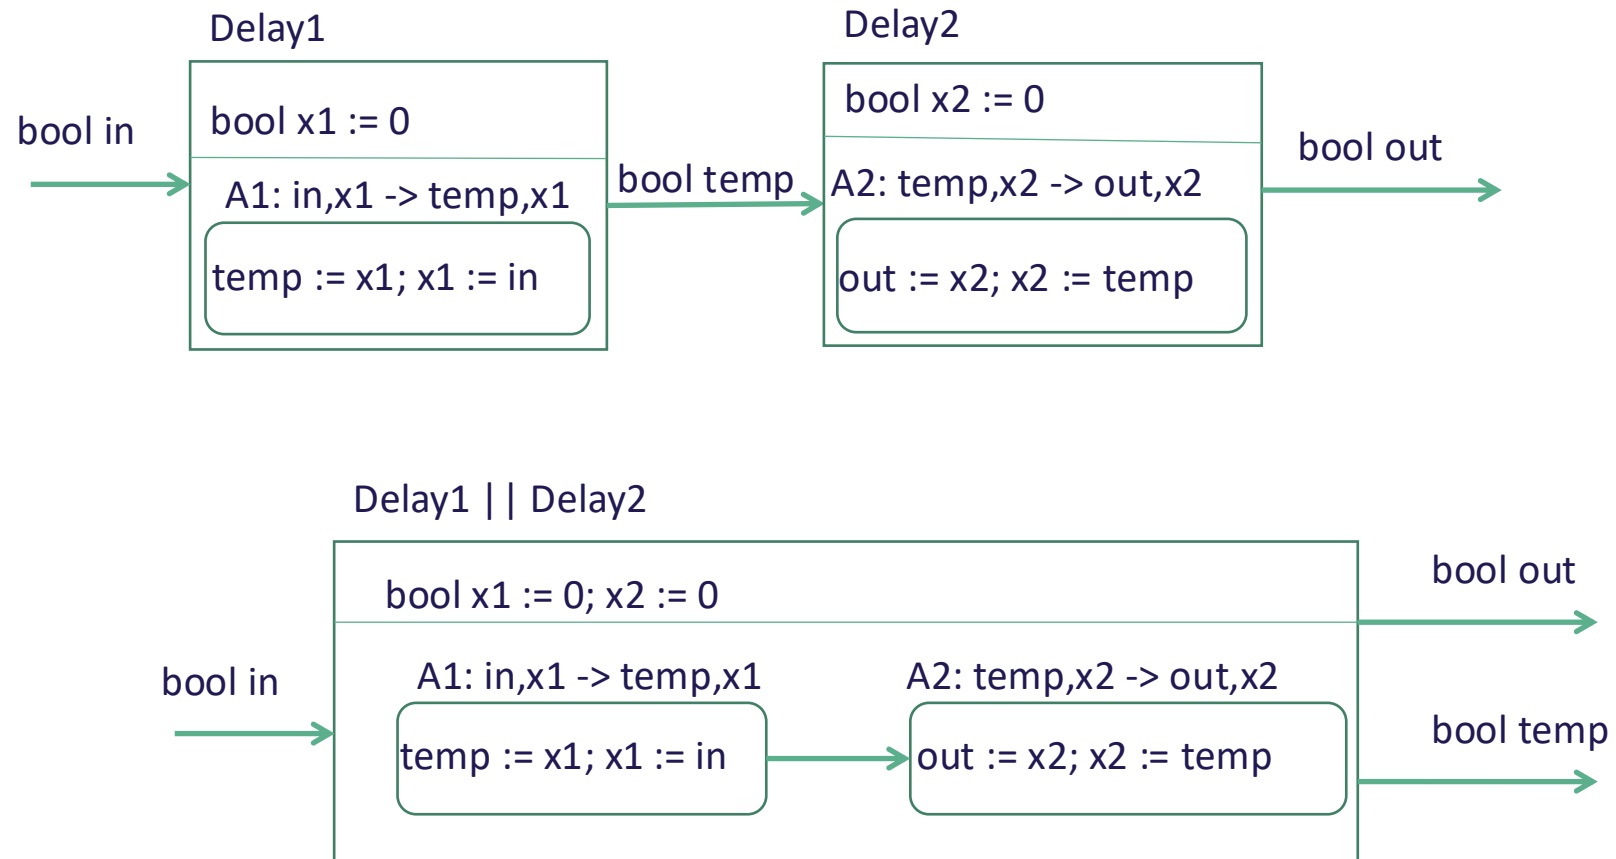 Delay1
Delay2
bool in
bool x1 := 0
A1: in,x1 -> temp,x1
temp := x1; x1 := in
bool temp
bool x2 := 0
A2: temp,x2 -> out,x2
out := x2; x2 := temp
bool out
Delay1 || Delay2
bool x1 := 0; x2 := 0
bool in
A1: in,x1 -> temp,x1
temp := x1; x1 := in
A2: temp,x2 -> out,x2
out := x2; x2 := temp
bool out
bool temp